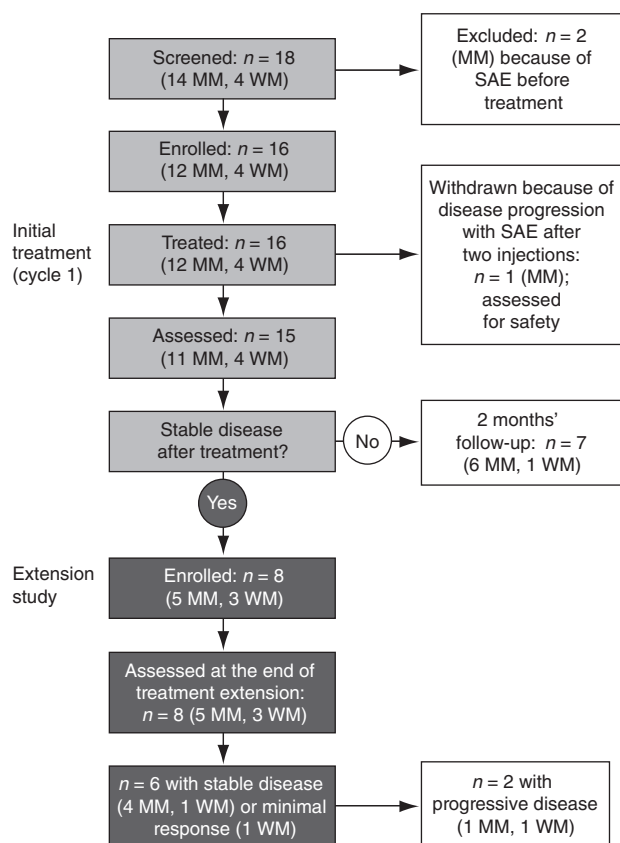 Screened: n = 18
(14 MM, 4 WM)
Excluded: n = 2
(MM) because of
SAE before
treatment
Enrolled: n = 16
(12 MM, 4 WM)
Initial
treatment
(cycle 1)
Treated: n = 16
(12 MM, 4 WM)
Withdrawn because of
disease progression
with SAE after
two injections:
n = 1 (MM);
assessed
for safety
Assessed: n = 15
(11 MM, 4 WM)
Stable disease
after treatment?
No
2 months'
follow-up: n = 7
(6 MM, 1 WM)
Yes
Extension
study
Enrolled: n = 8
(5 MM, 3 WM)
Assessed at the end of
treatment extension:
n = 8 (5 MM, 3 WM)
n = 6 with stable disease
(4 MM, 1 WM) or minimal
response (1 WM)
n = 2 with
progressive disease
(1 MM, 1 WM)